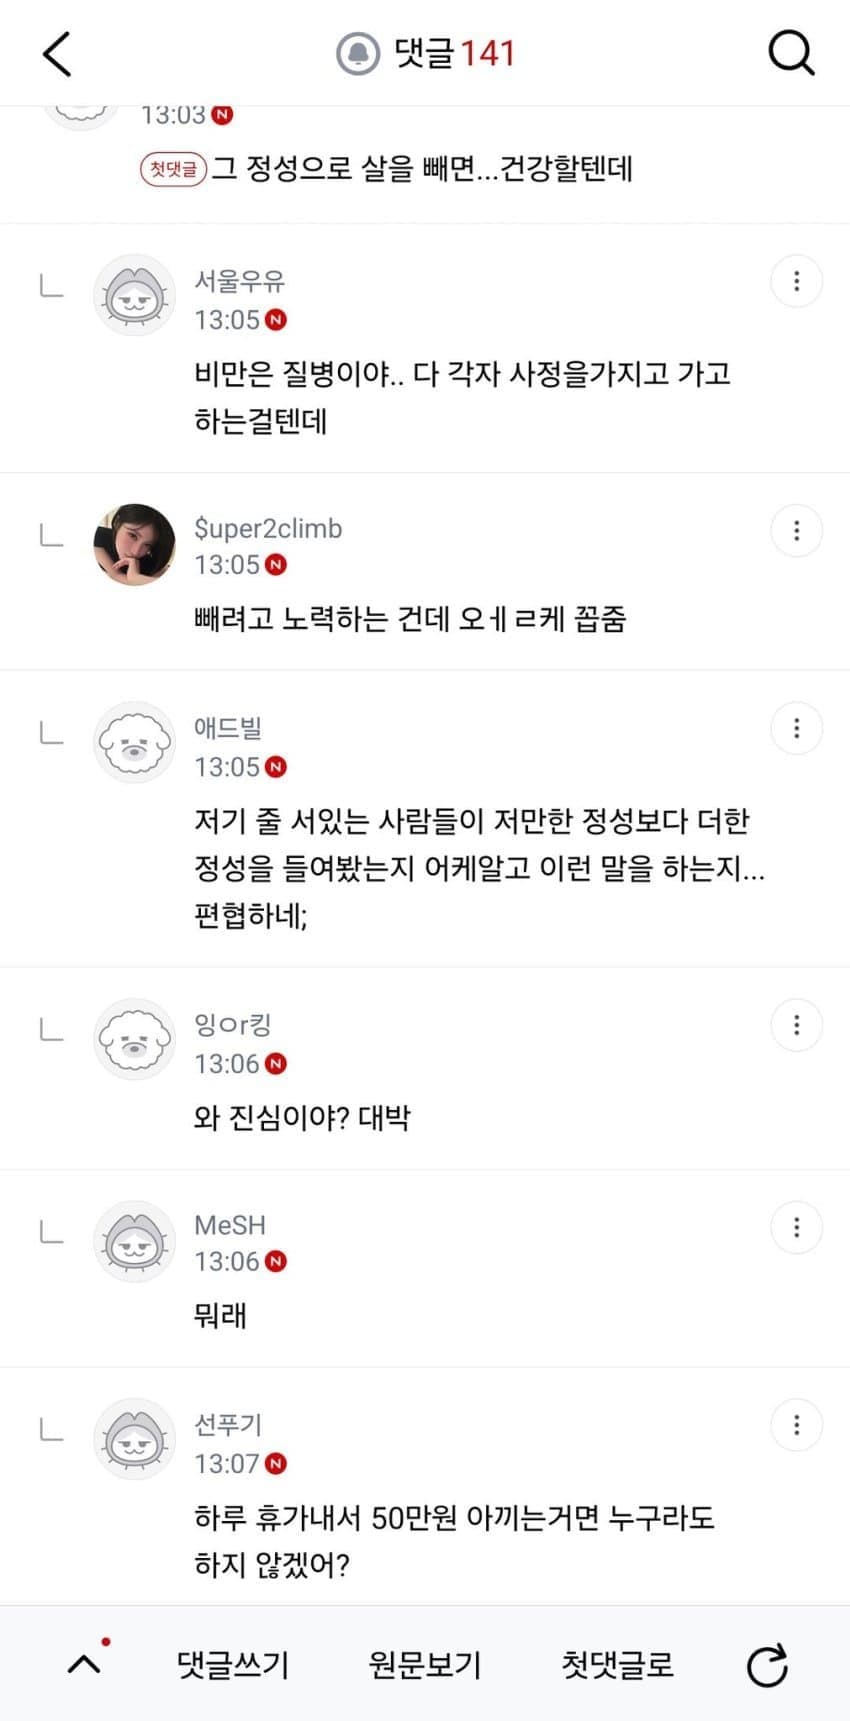 댓글 141
13:03 N
첫댓글 그 정성으로 살을 빼면...건강할텐데
서울우유
13:05 N
비만은 질병이야.. 다 각자 사정을가지고 가고
하는걸텐데
$uper2climb
13:05 N
빼려고 노력하는 건데 오ㅔㄹ케 꼽줌
애드빌
13:05 N
저기 줄 서있는 사람들이 저만한 정성보다 더한
정성을 들여봤는지 어케알고 이런 말을 하는지...
편협하네;
잉ㅇr킹
13:06 N
와 진심이야? 대박
MeSH
13:06 N
뭐래
선푸기
13:07 N
하루 휴가내서 50만원 아끼는거면 누구라도
하지 않겠어?
댓글쓰기 원문보기 첫댓글로